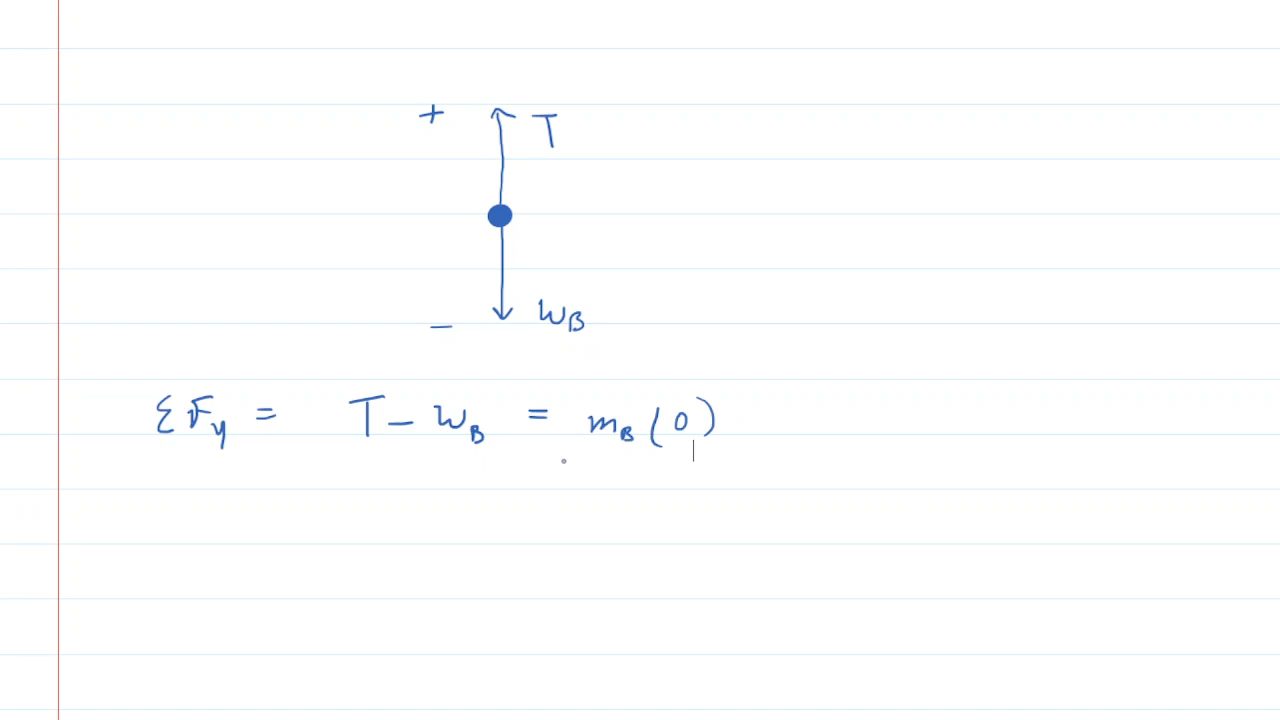 + T
− W_B
ΣF_y = T − W_B = m_B (0)